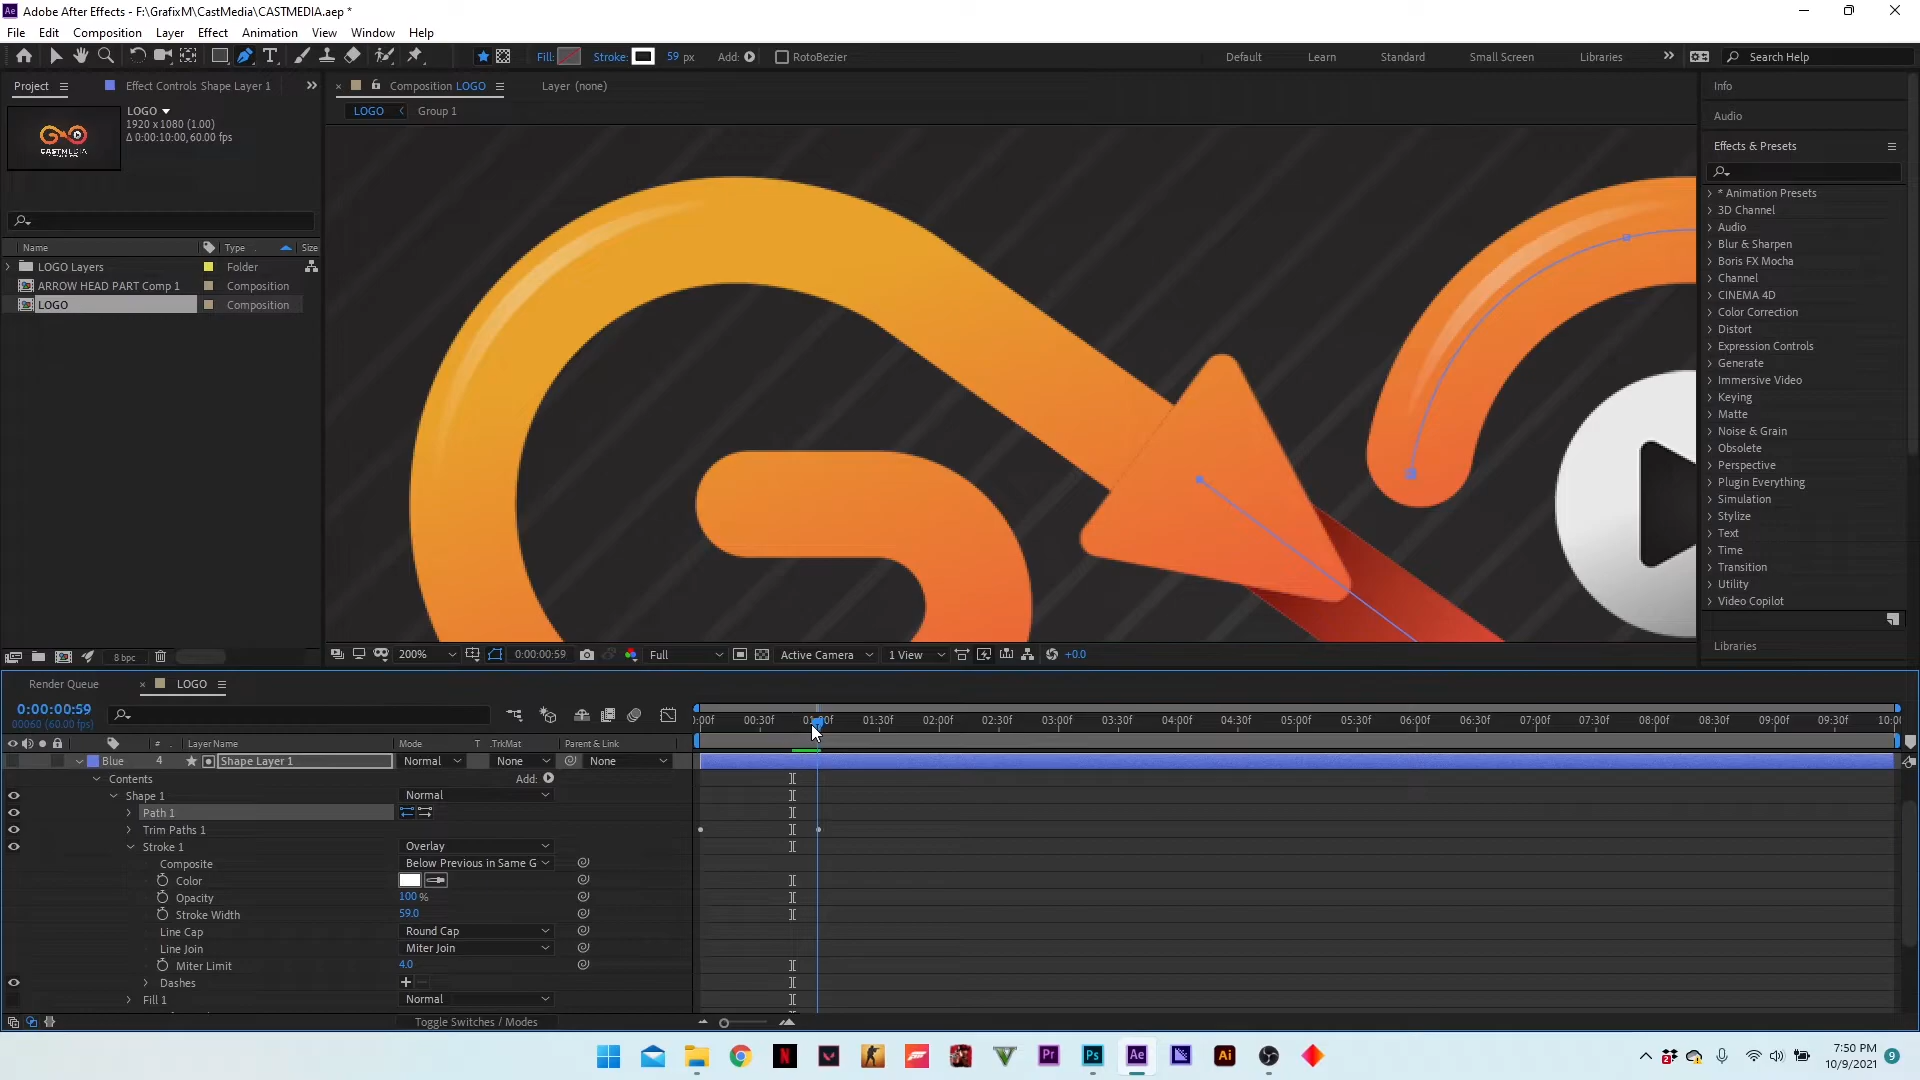 Adobe After Effects - F:\GrafixM\CastMedia\CASTMEDIA.aep *
File Edit Composition Layer Effect Animation View Window Help
Fill: Stroke: 59 px Add: RotoBezier Default Learn Standard Small Screen Libraries Search Help
Project Effect Controls Shape Layer 1 Composition LOGO Layer (none) Info
LOGO
1920 x 1080 (1.00)
Δ 0:00:10:00, 60.00 fps
CASTMEDIA
LOGO Group 1
Audio
Effects & Presets
* Animation Presets
3D Channel
Audio
Blur & Sharpen
Boris FX Mocha
Channel
CINEMA 4D
Color Correction
Distort
Expression Controls
Generate
Immersive Video
Keying
Matte
Noise & Grain
Obsolete
Perspective
Plugin Everything
Simulation
Stylize
Text
Time
Transition
Utility
Video Copilot
Libraries
Name Type Size
LOGO Layers Folder
ARROW HEAD PART Comp 1 Composition
LOGO Composition
8 bpc
200% 0:00:00:59 Full Active Camera 1 View +0.0
Render Queue LOGO
0:00:00:59
00060 (60.00 fps)
:00f 00:30f 01:00f 01:30f 02:00f 02:30f 03:00f 03:30f 04:00f 04:30f 05:00f 05:30f 06:00f 06:30f 07:00f 07:30f 08:00f 08:30f 09:00f 09:30f 10:00
# Layer Name Mode T .TrkMat Parent & Link
Blue 4 Shape Layer 1 Normal None None
Contents Add:
Shape 1 Normal
Path 1
Trim Paths 1
Stroke 1 Overlay
Composite Below Previous in Same G
Color
Opacity 100 %
Stroke Width 59.0
Line Cap Round Cap
Line Join Miter Join
Miter Limit 4.0
Dashes
Fill 1 Normal
Toggle Switches / Modes
7:50 PM
10/9/2021
9